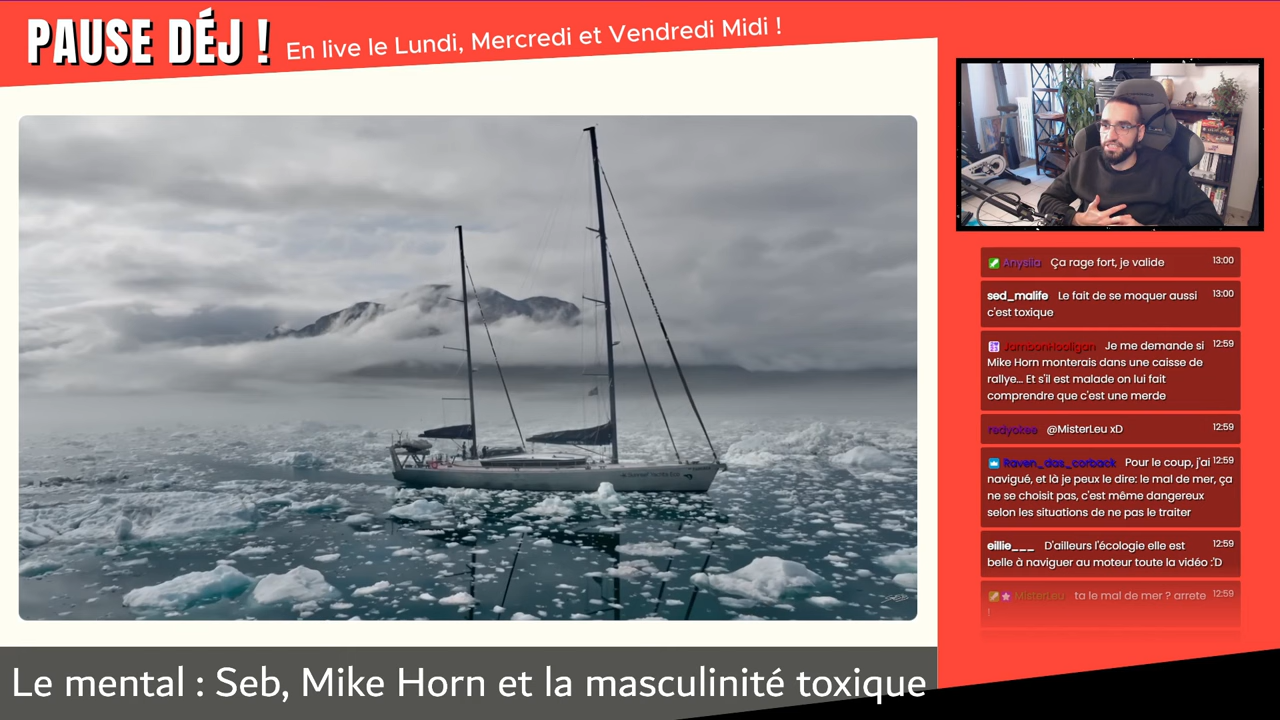 PAUSE DÉJ !
En live le Lundi, Mercredi et Vendredi Midi !
Anyslia Ça rage fort, je valide 13:00
sed_malife Le fait de se moquer aussi 13:00
c'est toxique
JambonHooligan Je me demande si 12:59
Mike Horn monterais dans une caisse de
rallye... Et s'il est malade on lui fait
comprendre que c'est une merde
redyokee @MisterLeu xD 12:59
Raven_das_corback Pour le coup, j'ai 12:59
navigué, et là je peux le dire: le mal de mer, ça
ne se choisit pas, c'est même dangereux
selon les situations de ne pas le traiter
eillie___ D'ailleurs l'écologie elle est 12:59
belle à naviguer au moteur toute la vidéo :'D
MisterLeu ta le mal de mer ? arrete 12:59
!
Le mental : Seb, Mike Horn et la masculinité toxique